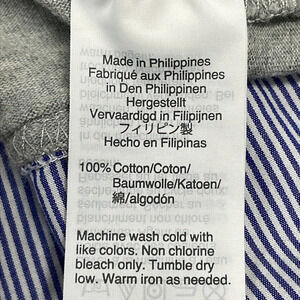 Made in Philippines
Fabriqué aux Philippines
in Den Philippinen
Hergestellt
Vervaardigd in Filipijnen
フィリピン製
Hecho en Filipinas
100% Cotton/Coton/
Baumwolle/Katoen/
綿/algodón
Machine wash cold with
like colors. Non chlorine
bleach only. Tumble dry
low. Warm iron as needed.